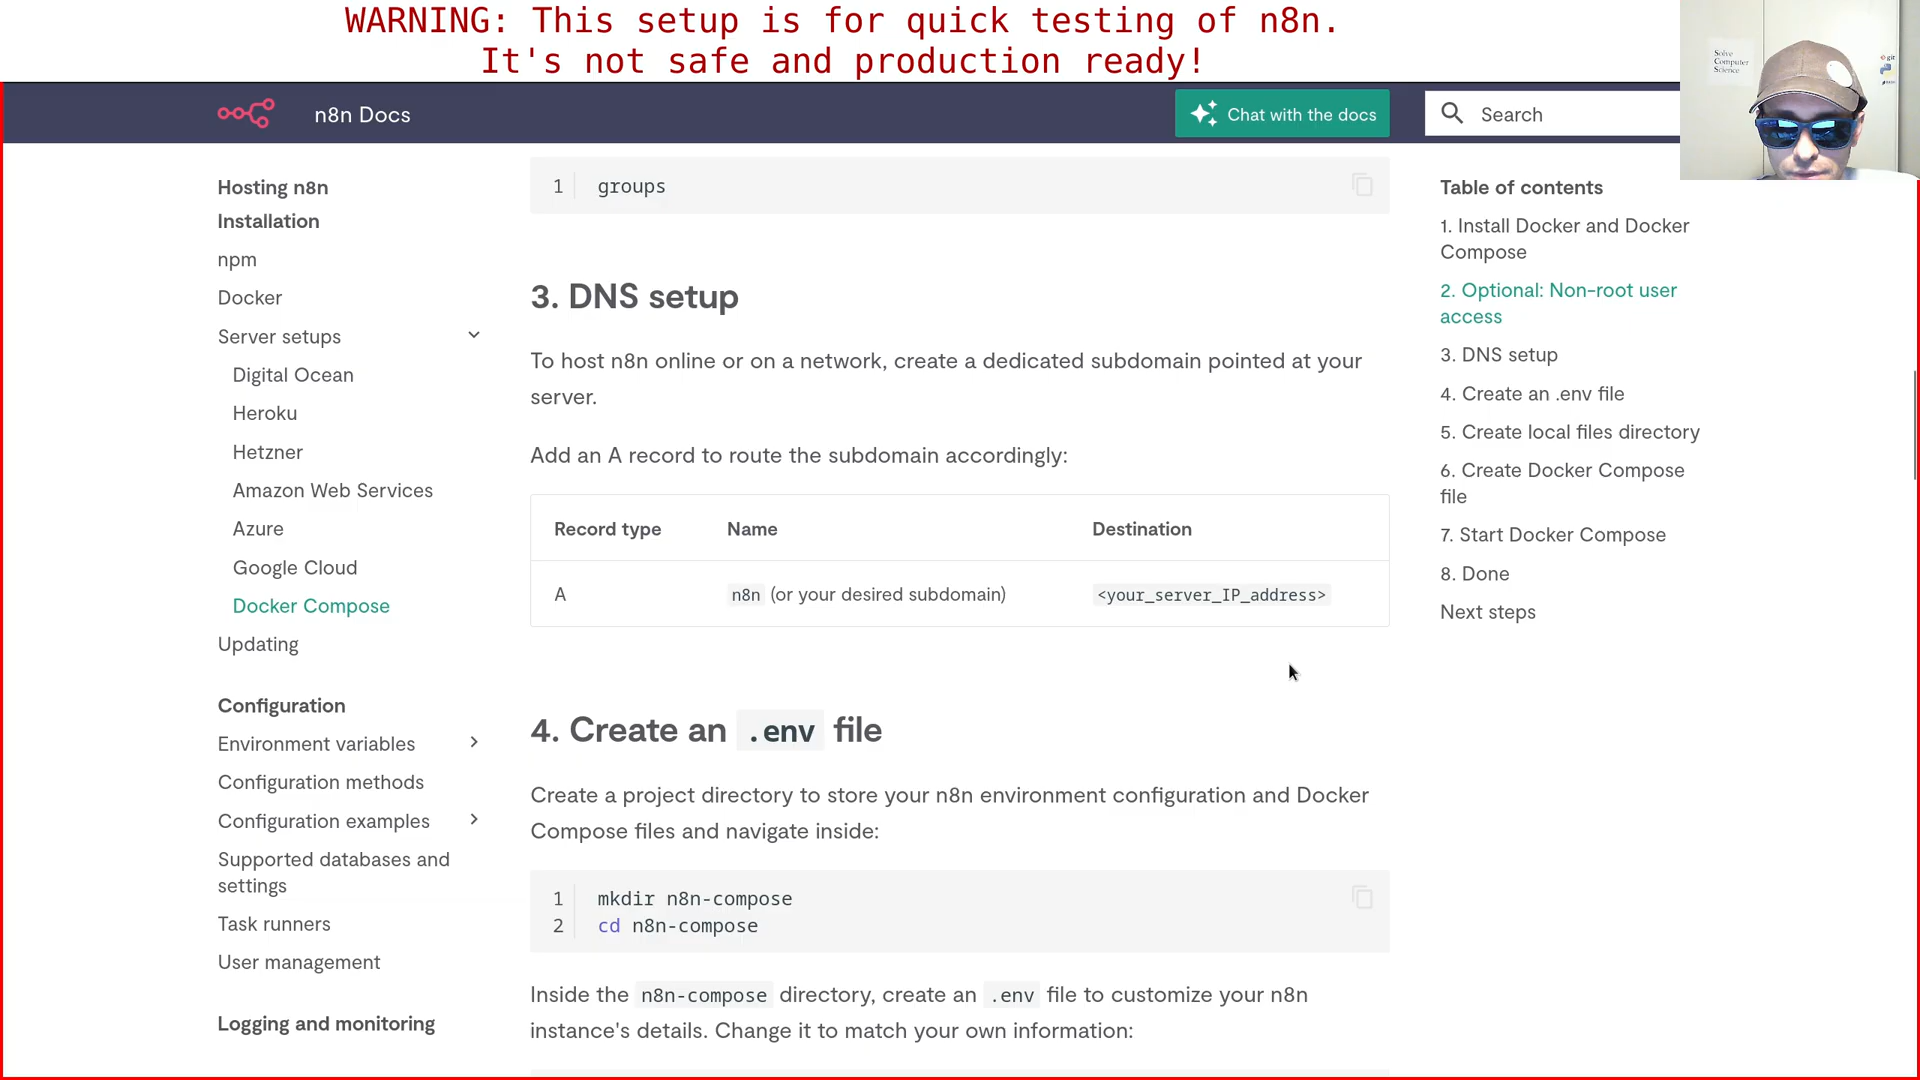 WARNING: This setup is for quick testing of n8n.
It's not safe and production ready!
n8n Docs
Chat with the docs
Search
Solve
Computer
Science
git
Hosting n8n
Installation
npm
Docker
Server setups
Digital Ocean
Heroku
Hetzner
Amazon Web Services
Azure
Google Cloud
Docker Compose
Updating
Configuration
Environment variables
Configuration methods
Configuration examples
Supported databases and
settings
Task runners
User management
Logging and monitoring
1 groups
3. DNS setup
To host n8n online or on a network, create a dedicated subdomain pointed at your
server.
Add an A record to route the subdomain accordingly:
Record type Name Destination
A n8n (or your desired subdomain) <your_server_IP_address>
4. Create an .env file
Create a project directory to store your n8n environment configuration and Docker
Compose files and navigate inside:
1 mkdir n8n-compose
2 cd n8n-compose
Inside the n8n-compose directory, create an .env file to customize your n8n
instance's details. Change it to match your own information:
Table of contents
1. Install Docker and Docker
Compose
2. Optional: Non-root user
access
3. DNS setup
4. Create an .env file
5. Create local files directory
6. Create Docker Compose
file
7. Start Docker Compose
8. Done
Next steps